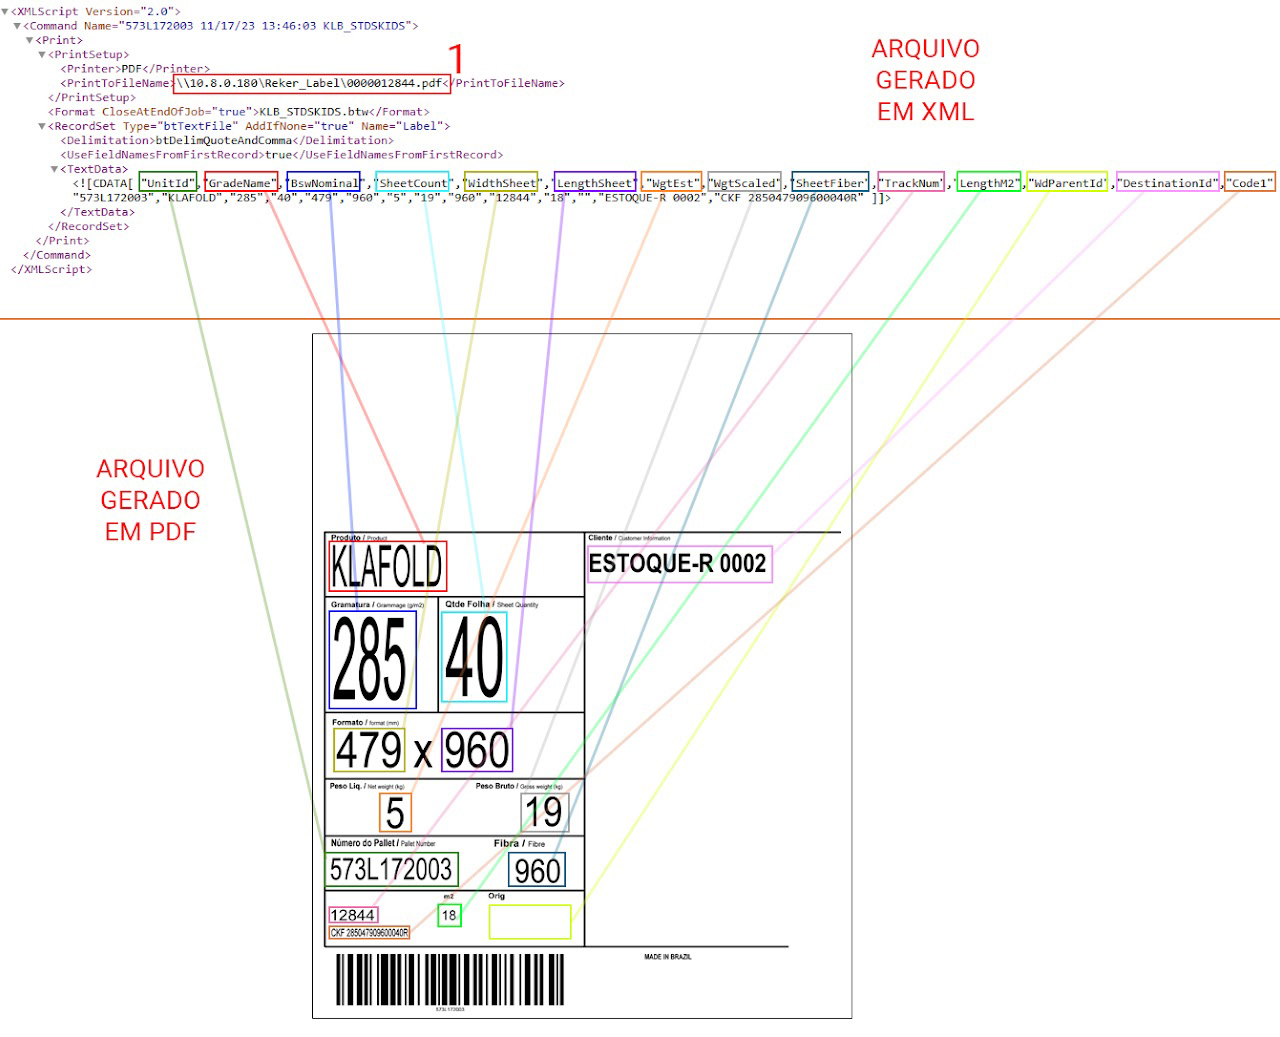 <XMLScript Version="2.0">
<Command Name="573L172003 11/17/23 13:46:03 KLB_STDSKIDS">
<Print>
<PrintSetup>
<Printer>PDF</Printer>
<PrintToFileName>\\10.8.0.180\Reker_Label\0000012844.pdf</PrintToFileName>
1
</PrintSetup>
<Format CloseAtEndOfJob="true">KLB_STDSKIDS.btw</Format>
<RecordSet Type="btTextFile" AddIfNone="true" Name="Label">
<Delimitation>btDelimQuoteAndComma</Delimitation>
<UseFieldNamesFromFirstRecord>true</UseFieldNamesFromFirstRecord>
<TextData>
<![CDATA[ "UnitId","GradeName","BswNominal","SheetCount","WidthSheet","LengthSheet","WgtEst","WgtScaled","SheetFiber","TrackNum","LengthM2","WdParentId","DestinationId","Code1"
"573L172003","KLAFOLD","285","40","479","960","5","19","960","12844","18","","ESTOQUE-R 0002","CKF 285047909600040R" ]]>
</TextData>
</RecordSet>
</Print>
</Command>
</XMLScript>
ARQUIVO
GERADO
EM XML
ARQUIVO
GERADO
EM PDF
Produto / Product
KLAFOLD
Cliente / Customer Information
ESTOQUE-R 0002
Gramatura / Grammage (g/m2)
285
Qtde Folha / Sheet Quantity
40
Formato / format (mm)
479 x 960
Peso Liq. / Net weight (kg)
5
Peso Bruto / Gross weight (kg)
19
Número do Pallet / Pallet Number
573L172003
Fibra / Fibre
960
12844
m2
18
Orig
CKF 285047909600040R
573L172003
MADE IN BRAZIL